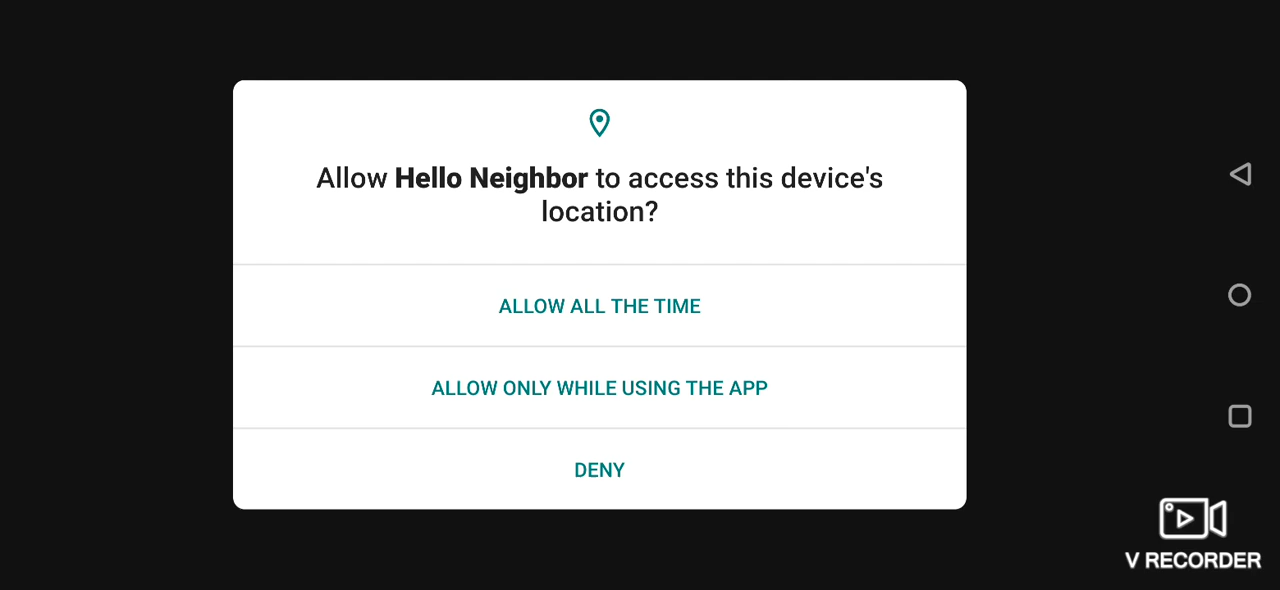 Allow Hello Neighbor to access this device's
location?
ALLOW ALL THE TIME
ALLOW ONLY WHILE USING THE APP
DENY
V RECORDER